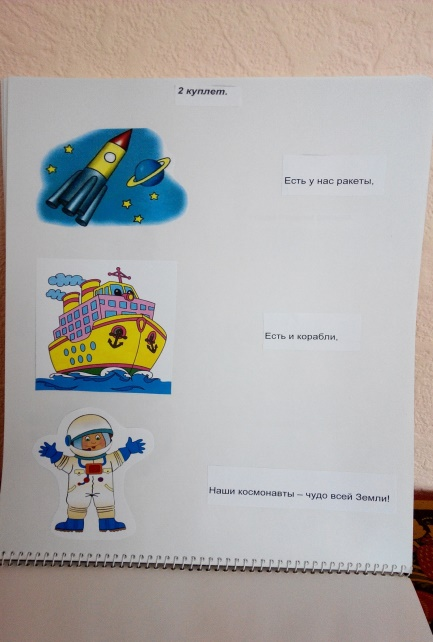 2 куплет.
Есть у нас ракеты,
Есть и корабли,
Наши космонавты – чудо всей Земли!